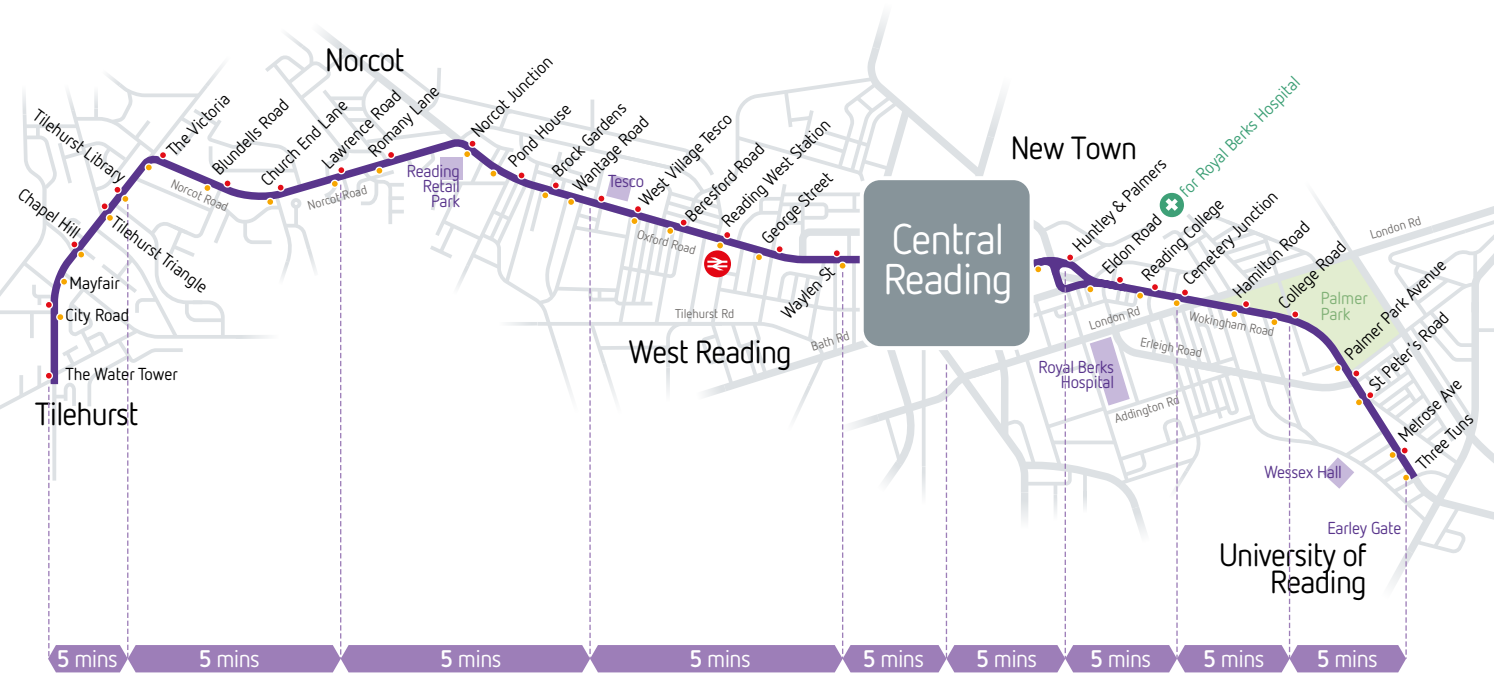 Norcot
Tilehurst Library
The Victoria
Blundells Road
Church End Lane
Lawrence Road
Romany Lane
Norcot Junction
Pond House
Brock Gardens
Wantage Road
West Village Tesco
Beresford Road
Reading West Station
George Street
Waylen St
Chapel Hill
Tilehurst Triangle
Mayfair
City Road
The Water Tower
Tilehurst
Norcot Road
Norcot Road
Reading
Retail
Park
Tesco
Oxford Road
Tilehurst Rd
Bath Rd
West Reading
Central
Reading
New Town
for Royal Berks Hospital
Huntley & Palmers
Eldon Road
Reading College
Cemetery Junction
Hamilton Road
College Road
Palmer Park Avenue
St Peter's Road
Melrose Ave
Three Tuns
London Rd
London Rd
Wokingham Road
Erleigh Road
Addington Rd
Palmer
Park
Royal Berks
Hospital
Wessex Hall
Earley Gate
University of
Reading
5 mins
5 mins
5 mins
5 mins
5 mins
5 mins
5 mins
5 mins
5 mins